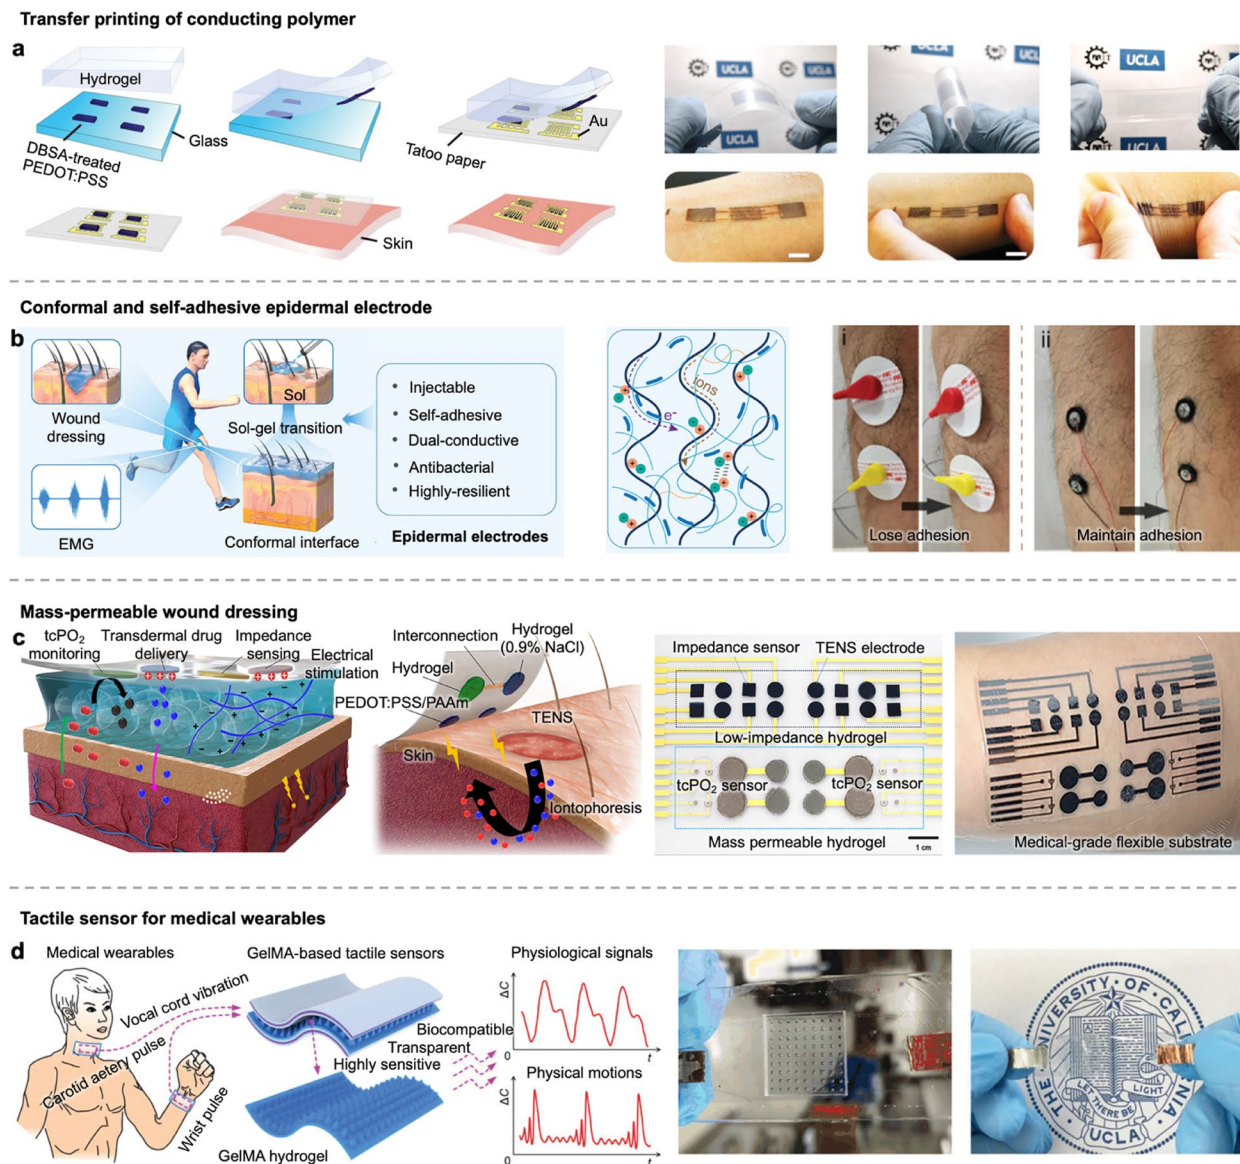 Transfer printing of conducting polymer
a
Hydrogel
Glass
DBSA-treated
PEDOT:PSS
Au
Tatoo paper
Skin
UCLA
UCLA
UCLA
UCLA
UCLA
UCLA
Conformal and self-adhesive epidermal electrode
b
Wound
dressing
EMG
Sol
Sol-gel transition
Conformal interface
• Injectable
• Self-adhesive
• Dual-conductive
• Antibacterial
• Highly-resilient
Epidermal electrodes
e-
ions
i
Lose adhesion
ii
Maintain adhesion
Mass-permeable wound dressing
c
tcPO2
monitoring
Transdermal drug
delivery
Impedance
sensing
Electrical
stimulation
Interconnection
Hydrogel
(0.9% NaCl)
Hydrogel
PEDOT:PSS/PAAm
TENS
Skin
Iontophoresis
Impedance sensor
TENS electrode
Low-impedance hydrogel
tcPO2 sensor
tcPO2 sensor
Mass permeable hydrogel
1 cm
Medical-grade flexible substrate
Tactile sensor for medical wearables
d
Medical wearables
Vocal cord vibration
Carotid aetery pulse
Wrist pulse
GelMA-based tactile sensors
Highly sensitive
Transparent
Biocompatible
GelMA hydrogel
Physiological signals
ΔC
0
t
Physical motions
ΔC
0
t
THE UNIVERSITY OF CALI
NIA
LET THERE BE
LIGHT
UCLA